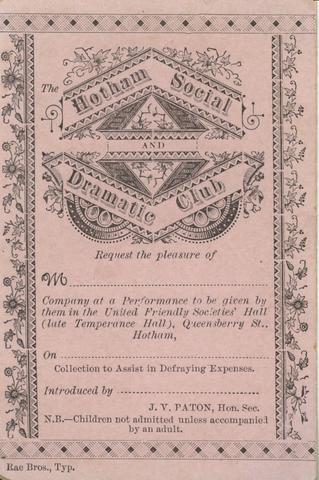 The
Hotham Social
AND
Dramatic Club
Request the pleasure of
M
Company at a Performance to be given by
them in the United Friendly Societies' Hall
(late Temperance Hall), Queensberry St.,
Hotham,
On
Collection to Assist in Defraying Expenses.
Introduced by
J. V. PATON, Hon. Sec.
N.B.—Children not admitted unless accompanied
by an adult.
Rae Bros., Typ.